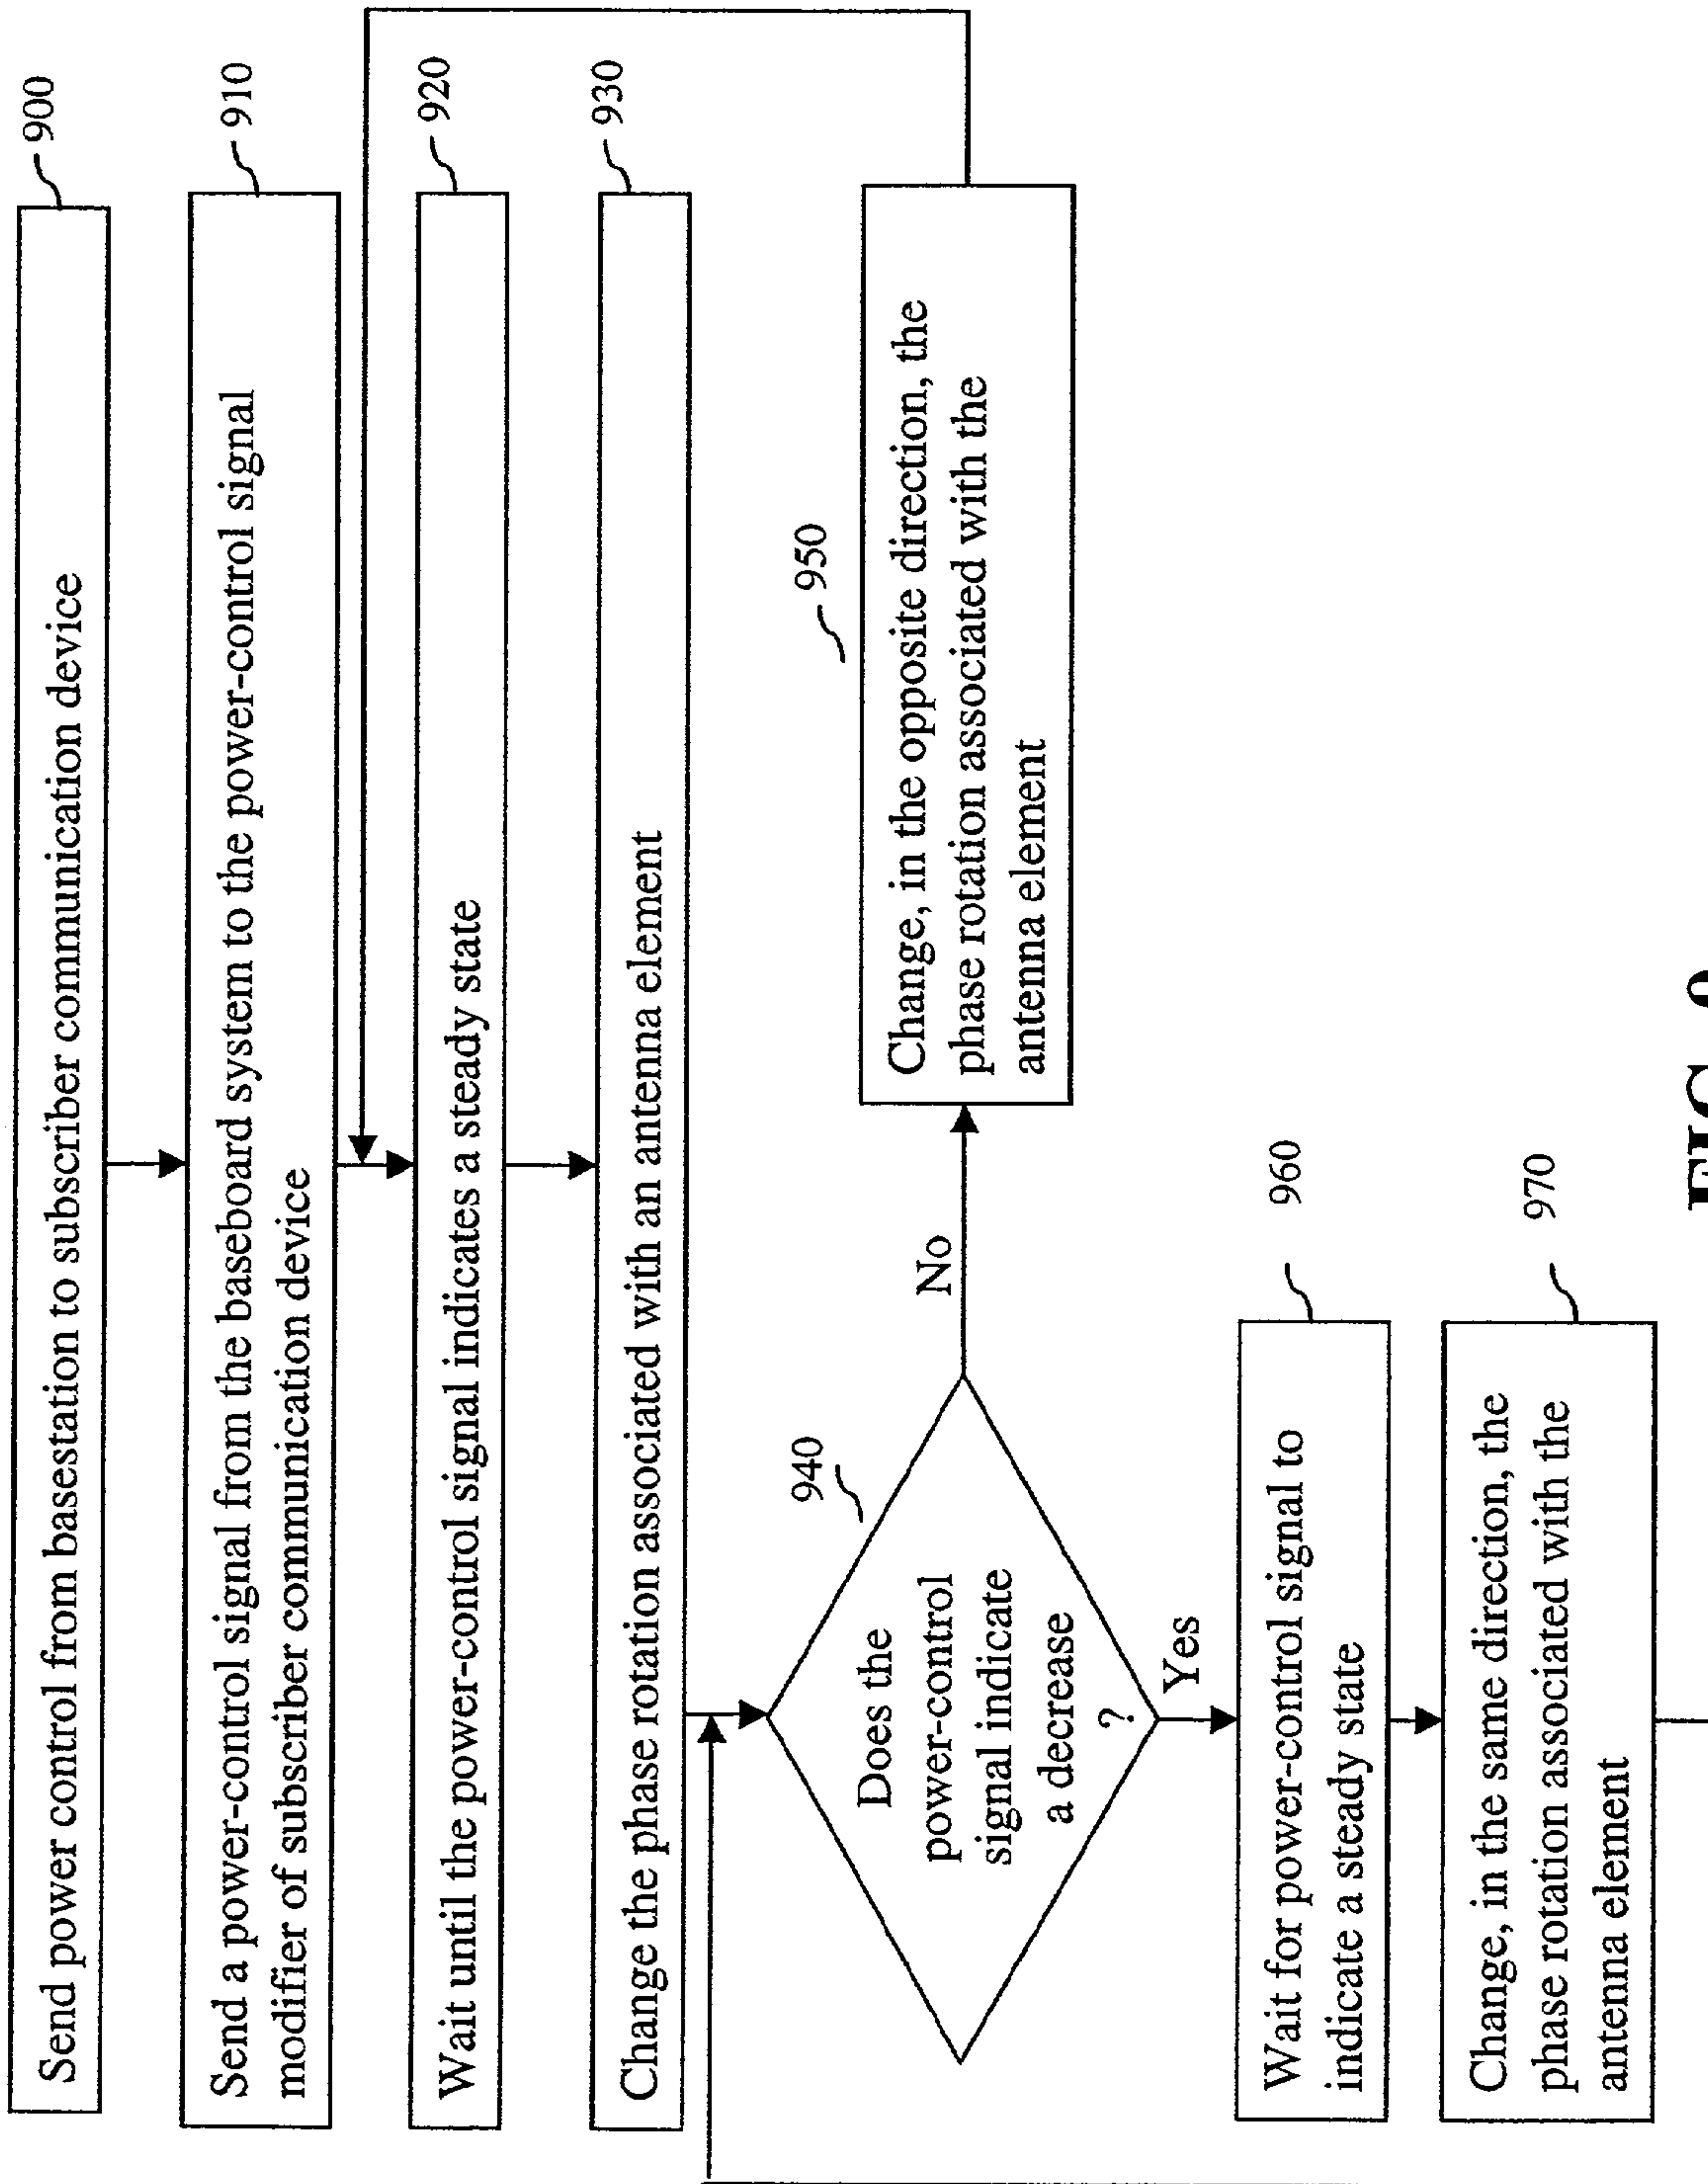 Send power control from basestation to subscriber communication device
900
Send a power-control signal from the baseboard system to the power-control signal
modifier of subscriber communication device
910
Wait until the power-control signal indicates a steady state
920
Change the phase rotation associated with an antenna element
930
Does the
power-control
signal indicate
a decrease
?
940
No
Change, in the opposite direction, the
phase rotation associated with the
antenna element
950
Yes
Wait for power-control signal to
indicate a steady state
960
Change, in the same direction, the
phase rotation associated with the
antenna element
970